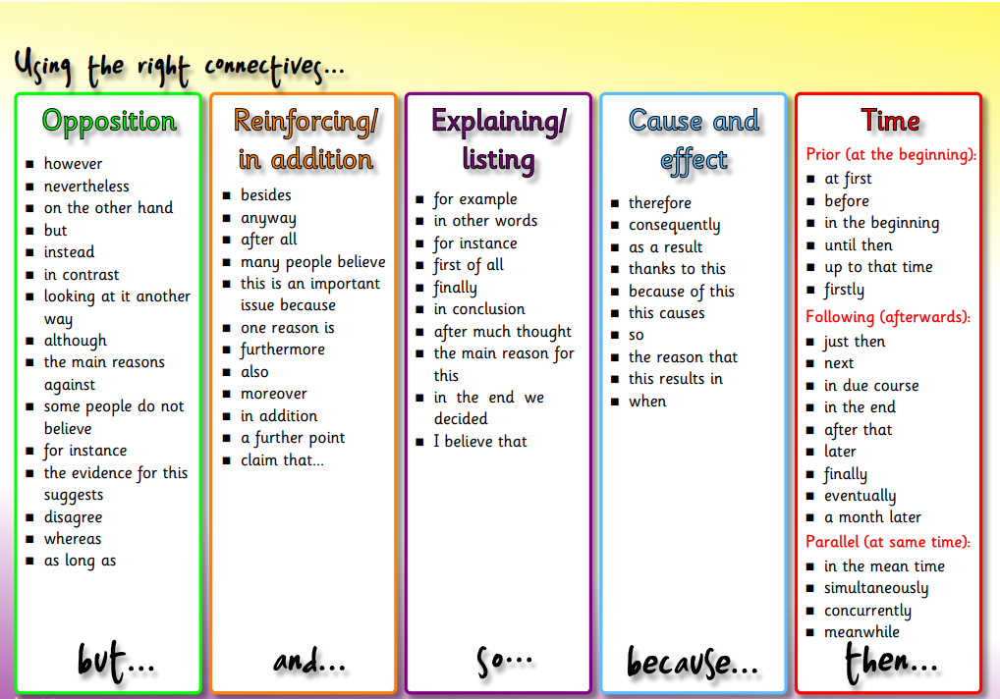 Using the right connectives...
Opposition
▪ however
▪ nevertheless
▪ on the other hand
▪ but
▪ instead
▪ in contrast
▪ looking at it another
way
▪ although
▪ the main reasons
against
▪ some people do not
believe
▪ for instance
▪ the evidence for this
suggests
▪ disagree
▪ whereas
▪ as long as
but...
Reinforcing/
in addition
▪ besides
▪ anyway
▪ after all
▪ many people believe
▪ this is an important
issue because
▪ one reason is
▪ furthermore
▪ also
▪ moreover
▪ in addition
▪ a further point
▪ claim that...
and...
Explaining/
listing
▪ for example
▪ in other words
▪ for instance
▪ first of all
▪ finally
▪ in conclusion
▪ after much thought
▪ the main reason for
this
▪ in the end we
decided
▪ I believe that
so...
Cause and
effect
▪ therefore
▪ consequently
▪ as a result
▪ thanks to this
▪ because of this
▪ this causes
▪ so
▪ the reason that
▪ this results in
▪ when
because...
Time
Prior (at the beginning):
▪ at first
▪ before
▪ in the beginning
▪ until then
▪ up to that time
▪ firstly
Following (afterwards):
▪ just then
▪ next
▪ in due course
▪ in the end
▪ after that
▪ later
▪ finally
▪ eventually
▪ a month later
Parallel (at same time):
▪ in the mean time
▪ simultaneously
▪ concurrently
▪ meanwhile
then...